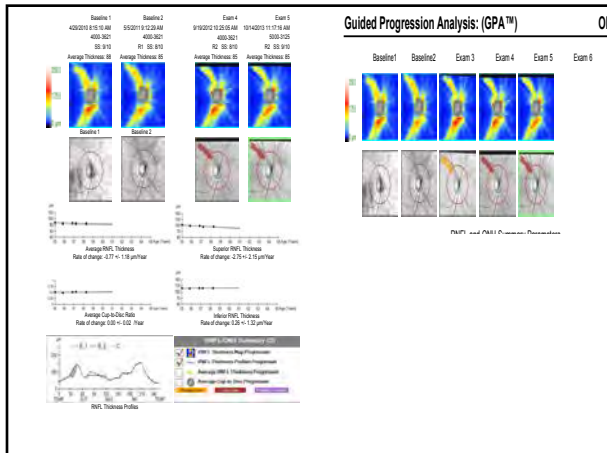 Baseline 1 Baseline 2 Exam 4 Exam 5
4/29/2010 8:15:10 AM 5/5/2011 9:12:29 AM 9/19/2012 10:25:05 AM 10/14/2013 11:17:16 AM
4000-3621 4000-3621 4000-3621 5000-3125
SS: 9/10 R1 SS: 8/10 R2 SS: 8/10 R2 SS: 8/10
Average Thickness: 88 Average Thickness: 85 Average Thickness: 85 Average Thickness: 85
Baseline 1 Baseline 2
Average RNFL Thickness
Rate of change: -0.77 +/- 1.18 µm/Year
Superior RNFL Thickness
Rate of change: -2.75 +/- 2.15 µm/Year
Average Cup-to-Disc Ratio
Rate of change: 0.00 +/- 0.02 /Year
Inferior RNFL Thickness
Rate of change: 0.26 +/- 1.32 µm/Year
RNFL Thickness Profiles
RNFL/ONH Summary
RNFL Thickness Map Progression
RNFL Thickness Profiles Progression
Average RNFL Thickness Progression
Average Cup-to-Disc Progression
Guided Progression Analysis: (GPA™)
Baseline1 Baseline2 Exam 3 Exam 4 Exam 5 Exam 6
RNFL and ONH Summary Parameters